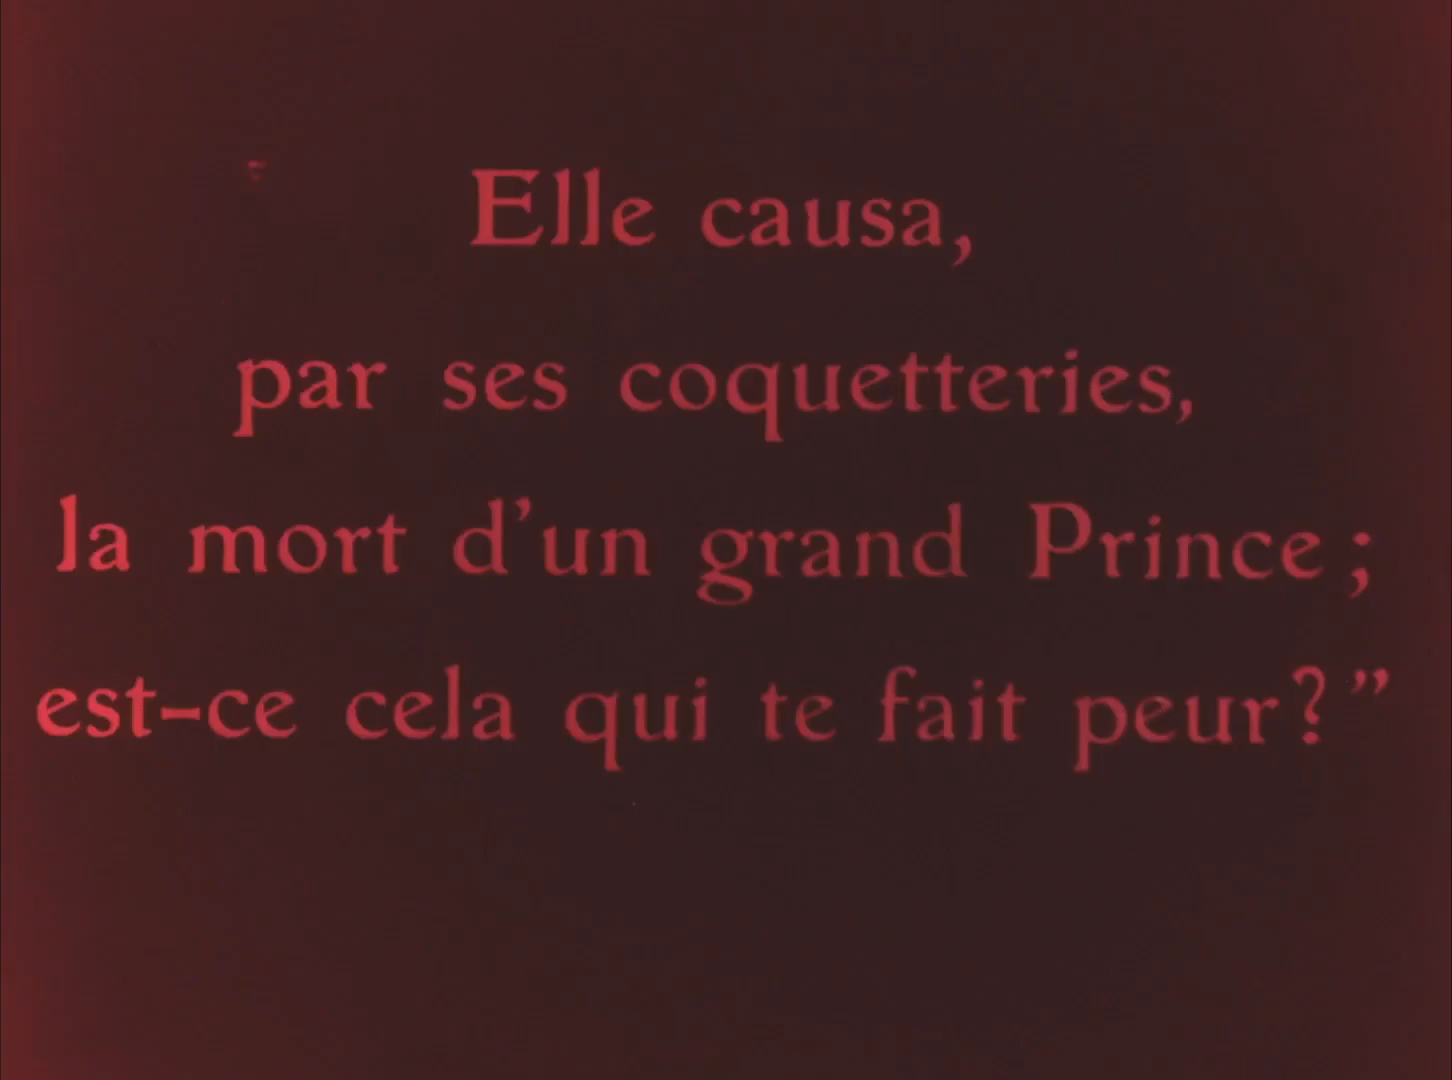 Elle causa,
par ses coquetteries,
la mort d'un grand Prince ;
est-ce cela qui te fait peur ? ”